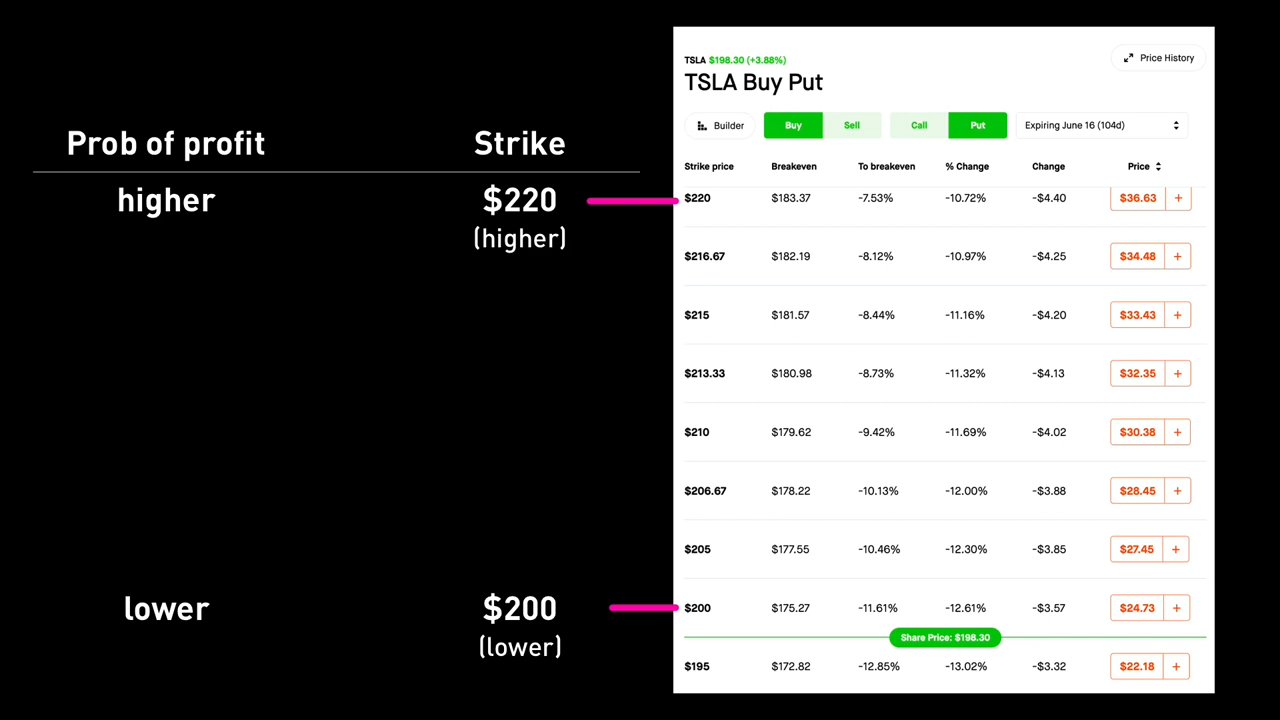 Prob of profit Strike
higher $220
(higher)
lower $200
(lower)
TSLA $198.30 (+3.88%)
TSLA Buy Put
Price History
Builder Buy Sell Call Put Expiring June 16 (104d)
Strike price Breakeven To breakeven % Change Change Price
$220 $183.37 -7.53% -10.72% -$4.40 $36.63 +
$216.67 $182.19 -8.12% -10.97% -$4.25 $34.48 +
$215 $181.57 -8.44% -11.16% -$4.20 $33.43 +
$213.33 $180.98 -8.73% -11.32% -$4.13 $32.35 +
$210 $179.62 -9.42% -11.69% -$4.02 $30.38 +
$206.67 $178.22 -10.13% -12.00% -$3.88 $28.45 +
$205 $177.55 -10.46% -12.30% -$3.85 $27.45 +
$200 $175.27 -11.61% -12.61% -$3.57 $24.73 +
Share Price: $198.30
$195 $172.82 -12.85% -13.02% -$3.32 $22.18 +